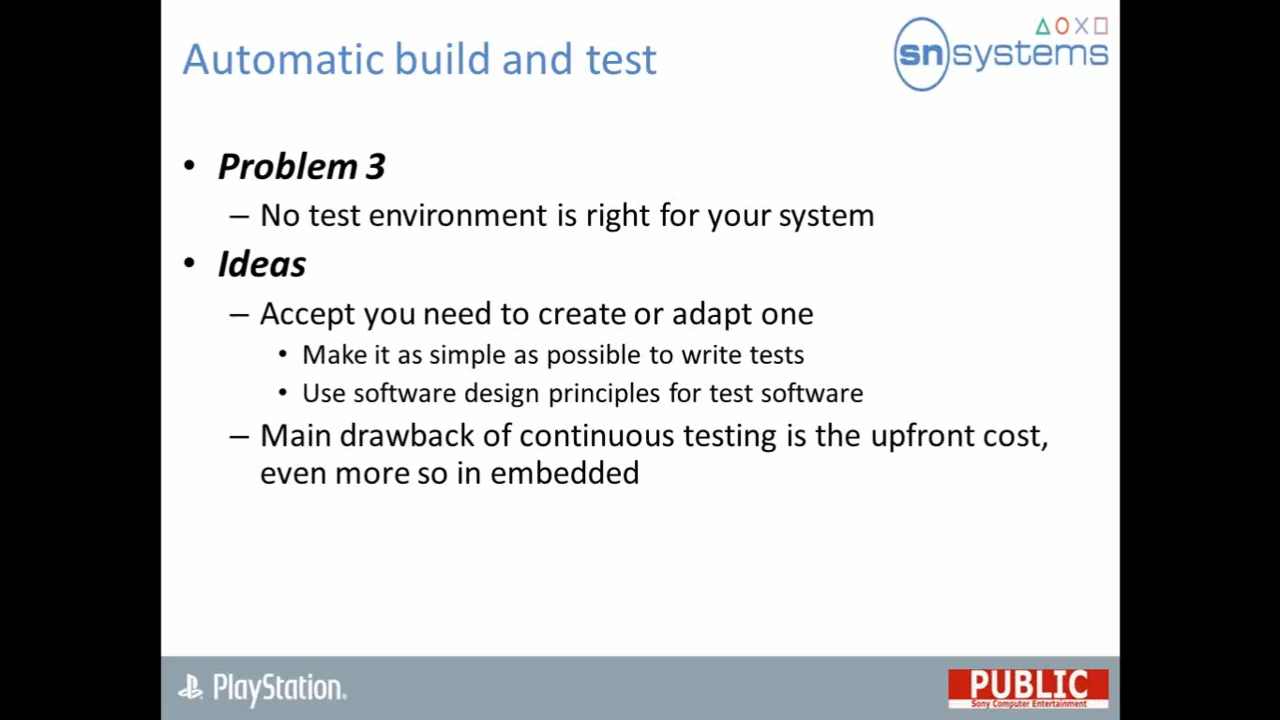 Automatic build and test
snsystems
• Problem 3
– No test environment is right for your system
• Ideas
– Accept you need to create or adapt one
• Make it as simple as possible to write tests
• Use software design principles for test software
– Main drawback of continuous testing is the upfront cost,
even more so in embedded
PlayStation.
PUBLIC
Sony Computer Entertainment